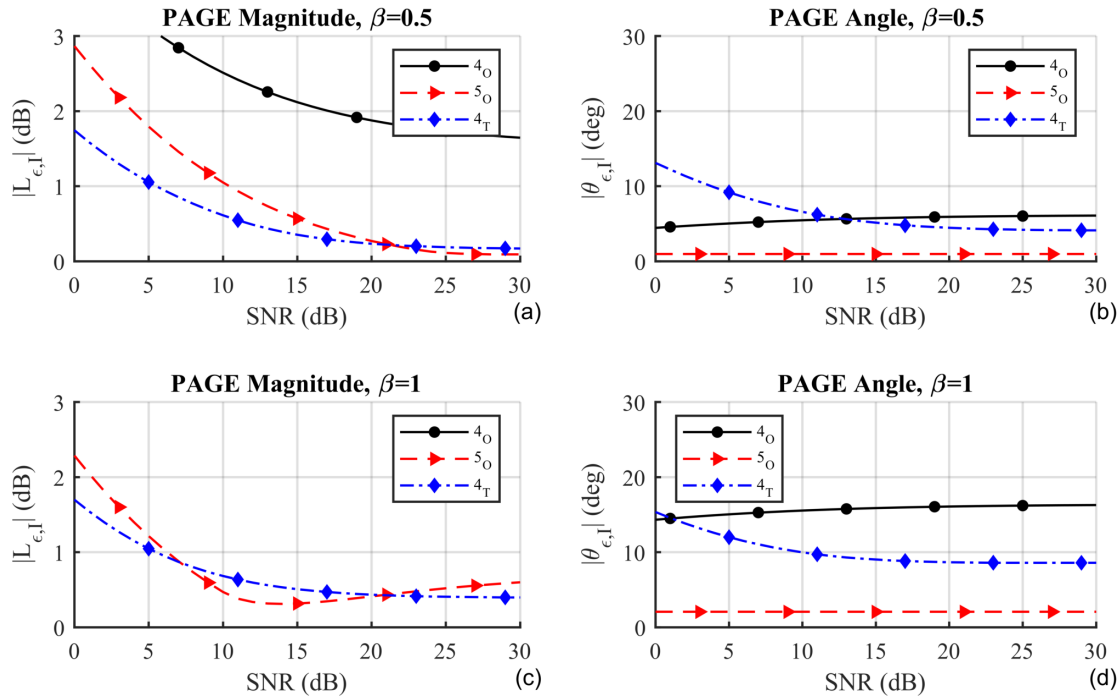 PAGE Magnitude, β=0.5
|L_ϵ,I| (dB)
3
2
1
0
0 5 10 15 20 25 30
SNR (dB)
4_O
5_O
4_T
(a)
PAGE Angle, β=0.5
|θ_ϵ,I| (deg)
30
20
10
0
0 5 10 15 20 25 30
SNR (dB)
4_O
5_O
4_T
(b)
PAGE Magnitude, β=1
|L_ϵ,I| (dB)
3
2
1
0
0 5 10 15 20 25 30
SNR (dB)
4_O
5_O
4_T
(c)
PAGE Angle, β=1
|θ_ϵ,I| (deg)
30
20
10
0
0 5 10 15 20 25 30
SNR (dB)
4_O
5_O
4_T
(d)